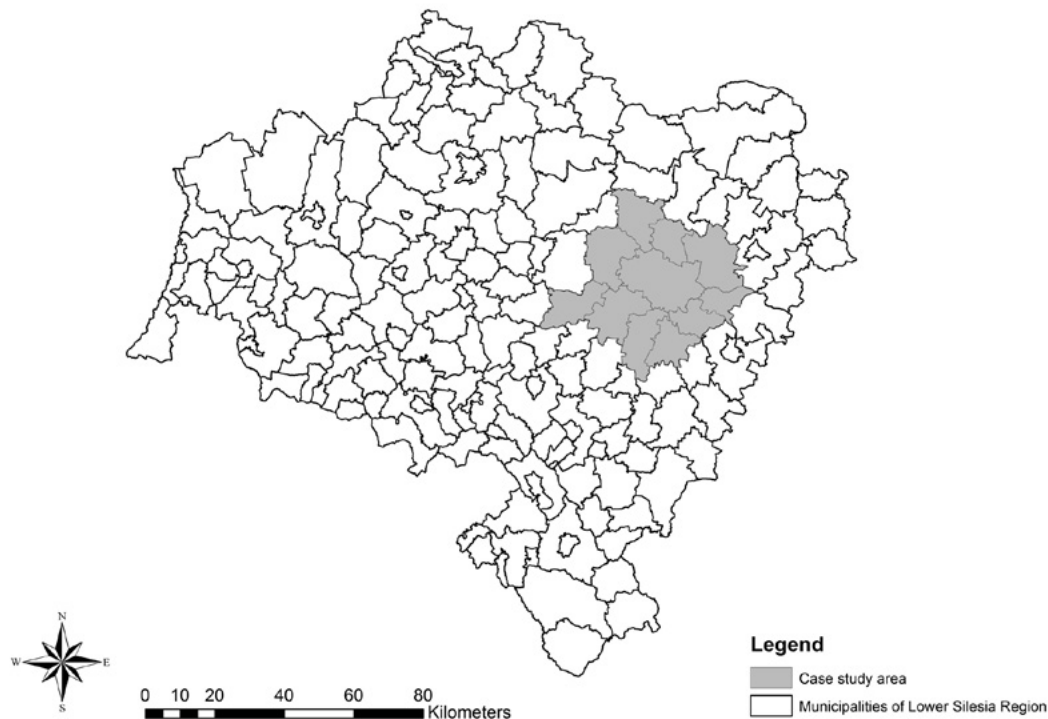 N
W E
S
0 10 20 40 60 80
Kilometers
Legend
Case study area
Municipalities of Lower Silesia Region